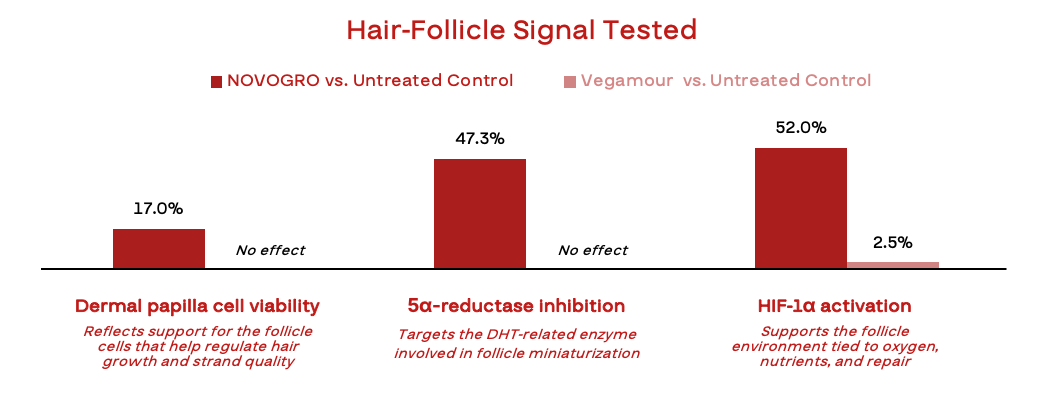 Hair-Follicle Signal Tested
NOVOGRO vs. Untreated Control
Vegamour vs. Untreated Control
17.0%
No effect
47.3%
No effect
52.0%
2.5%
Dermal papilla cell viability
Reflects support for the follicle
cells that help regulate hair
growth and strand quality
5α-reductase inhibition
Targets the DHT-related enzyme
involved in follicle miniaturization
HIF-1α activation
Supports the follicle
environment tied to oxygen,
nutrients, and repair